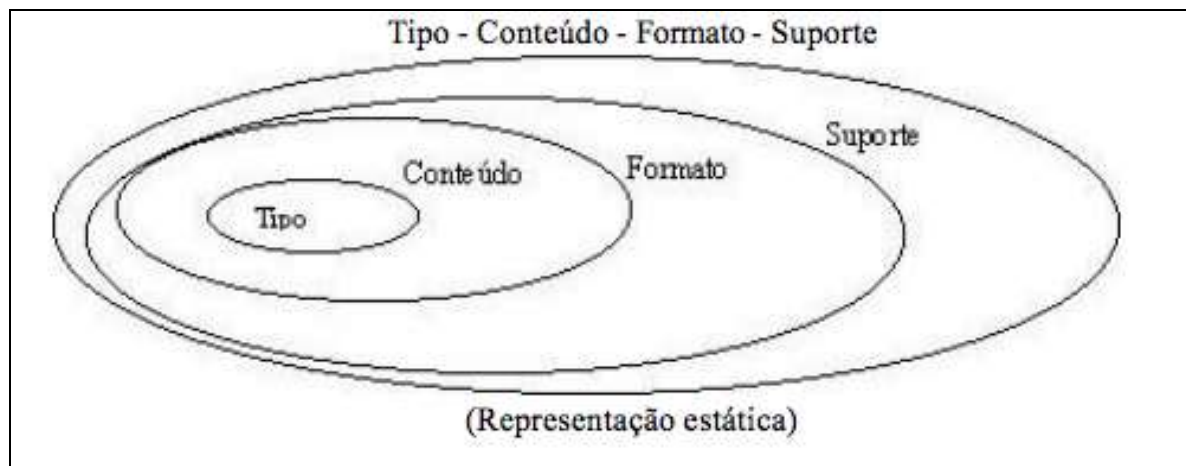 Tipo - Conteúdo - Formato - Suporte
Suporte
Conteúdo
Formato
Tipo
(Representação estática)